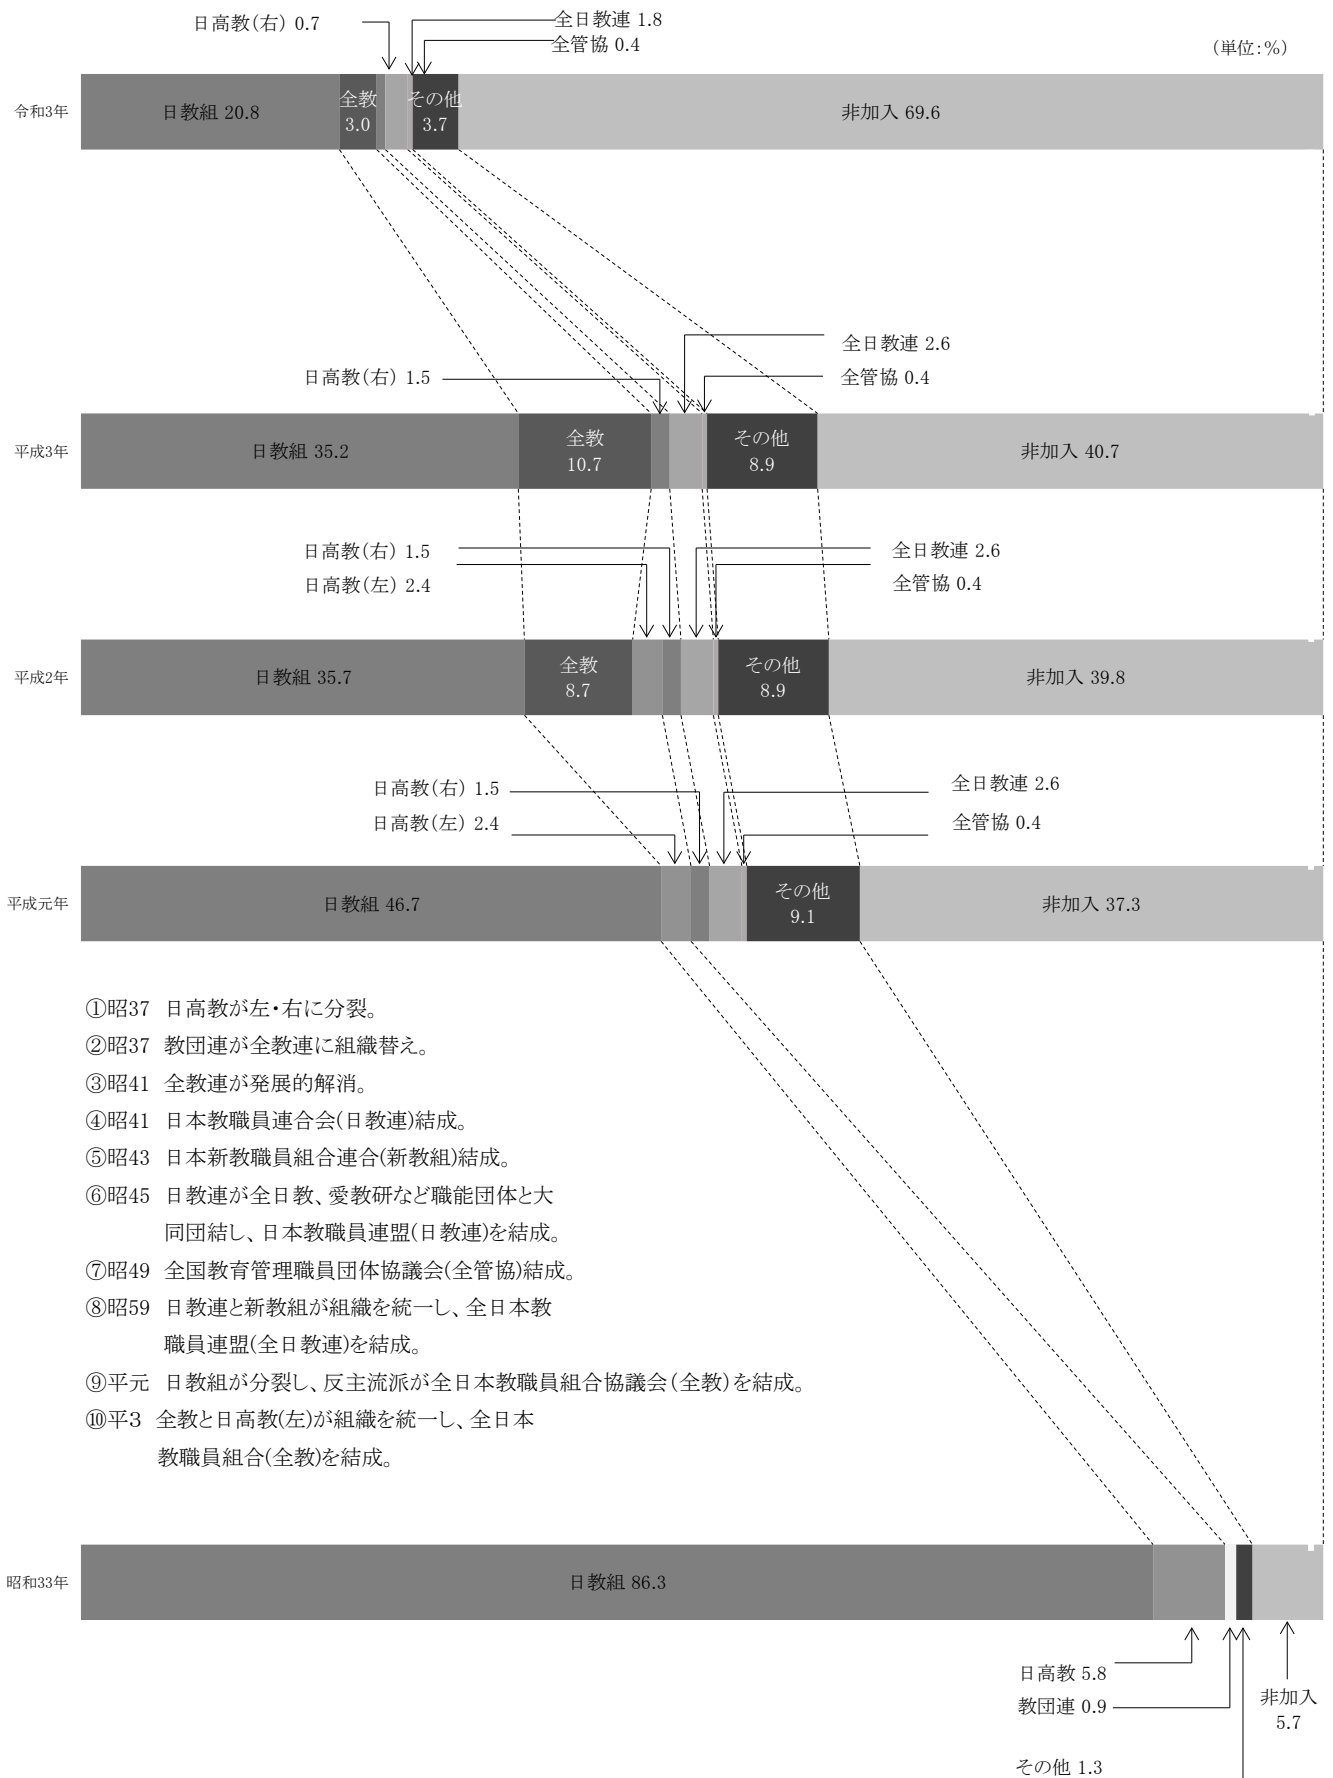 日高教(右) 0.7
全日教連 1.8
全管協 0.4
(単位:%)
令和3年
日教組 20.8
全教
3.0
その他
3.7
非加入 69.6
全日教連 2.6
日高教(右) 1.5
全管協 0.4
平成3年
日教組 35.2
全教
10.7
その他
8.9
非加入 40.7
日高教(右) 1.5
全日教連 2.6
日高教(左) 2.4
全管協 0.4
平成2年
日教組 35.7
全教
8.7
その他
8.9
非加入 39.8
日高教(右) 1.5
全日教連 2.6
日高教(左) 2.4
全管協 0.4
平成元年
日教組 46.7
その他
9.1
非加入 37.3
①昭37 日高教が左・右に分裂。
②昭37 教団連が全教連に組織替え。
③昭41 全教連が発展的解消。
④昭41 日本教職員連合会(日教連)結成。
⑤昭43 日本新教職員組合連合(新教組)結成。
⑥昭45 日教連が全日教、愛教研など職能団体と大
同団結し、日本教職員連盟(日教連)を結成。
⑦昭49 全国教育管理職員団体協議会(全管協)結成。
⑧昭59 日教連と新教組が組織を統一し、全日本教
職員連盟(全日教連)を結成。
⑨平元 日教組が分裂し、反主流派が全日本教職員組合協議会(全教)を結成。
⑩平3 全教と日高教(左)が組織を統一し、全日本
教職員組合(全教)を結成。
昭和33年
日教組 86.3
日高教 5.8
教団連 0.9
非加入
5.7
その他 1.3